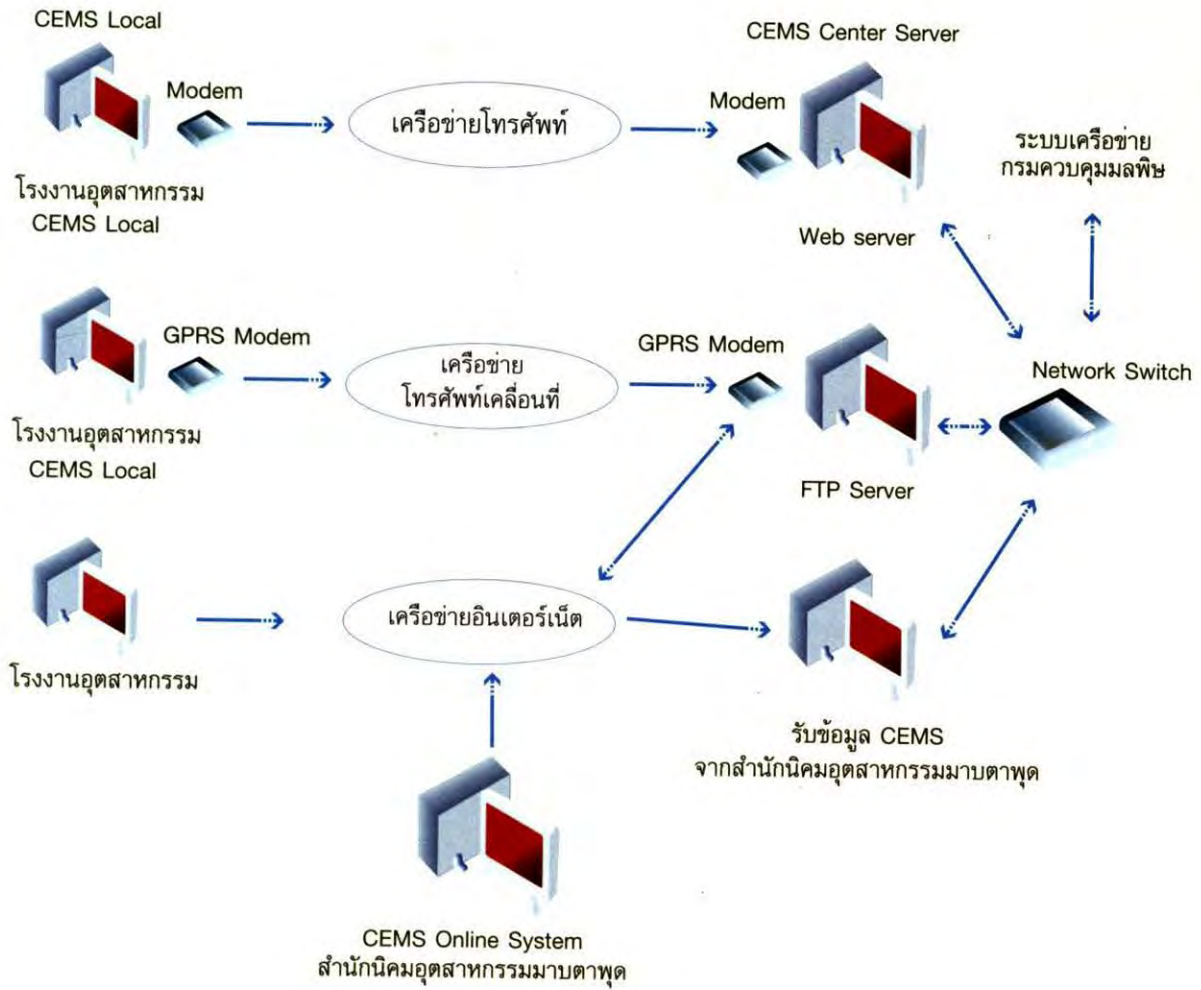 CEMS Local
CEMS Center Server
Modem
Modem
เครือข่ายโทรศัพท์
ระบบเครือข่าย
กรมควบคุมมลพิษ
โรงงานอุตสาหกรรม
CEMS Local
Web server
GPRS Modem
GPRS Modem
เครือข่าย
โทรศัพท์เคลื่อนที่
Network Switch
โรงงานอุตสาหกรรม
CEMS Local
FTP Server
เครือข่ายอินเตอร์เน็ต
โรงงานอุตสาหกรรม
รับข้อมูล CEMS
จากสำนักนิคมอุตสาหกรรมมาบตาพุด
CEMS Online System
สำนักนิคมอุตสาหกรรมมาบตาพุด